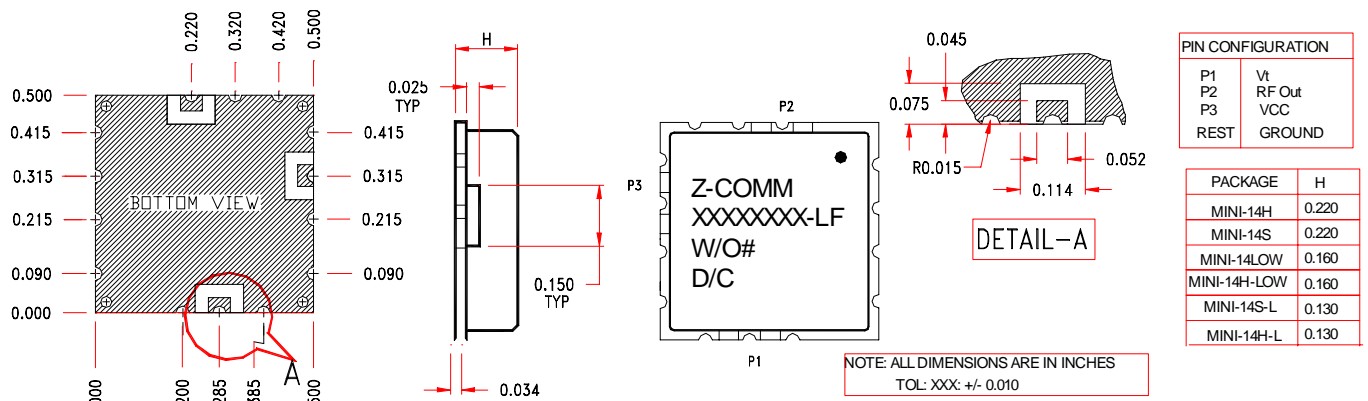 0.220
0.320
0.420
0.500
0.500
0.415
0.315
0.215
0.090
0.000
0.415
0.315
0.215
0.090
BOTTOM VIEW
A
H
0.025
TYP
0.150
TYP
0.034
P2
P3
P1
Z-COMM
XXXXXXXX-LF
W/O#
D/C
0.045
0.075
R0.015
0.052
0.114
DETAIL-A
NOTE: ALL DIMENSIONS ARE IN INCHES
TOL: XXX: +/- 0.010
PIN CONFIGURATION
P1 Vt
P2 RF Out
P3 VCC
REST GROUND
PACKAGE H
MINI-14H 0.220
MINI-14S 0.220
MINI-14LOW 0.160
MINI-14H-LOW 0.160
MINI-14S-L 0.130
MINI-14H-L 0.130